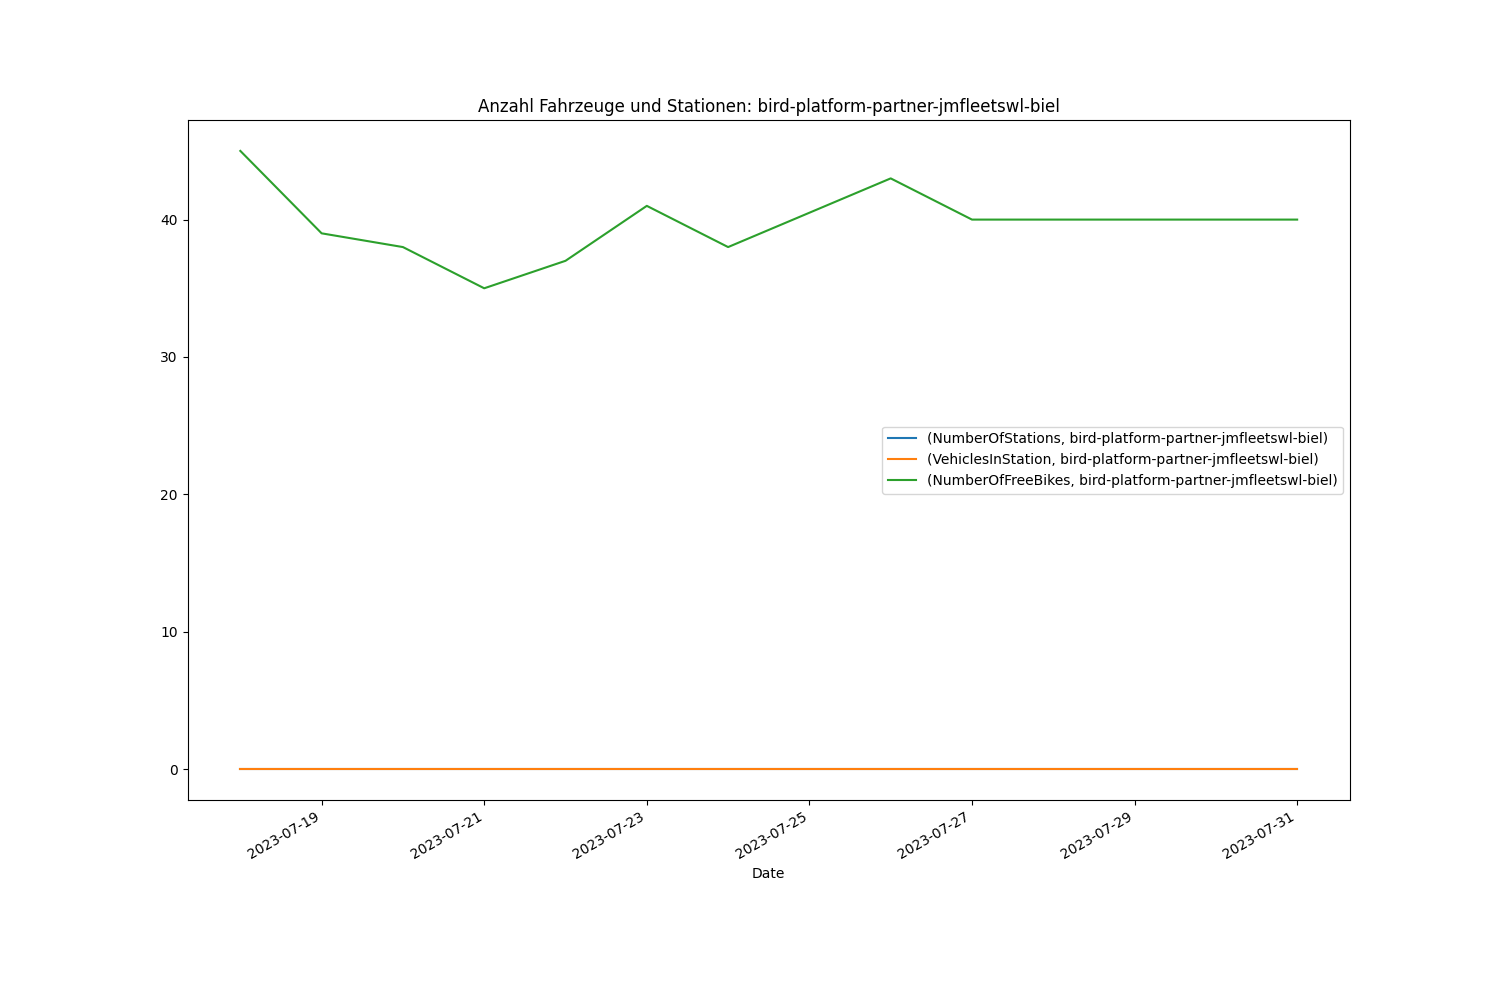 Anzahl Fahrzeuge und Stationen: bird-platform-partner-jmfleetswl-biel
40
30
20
10
0
(NumberOfStations, bird-platform-partner-jmfleetswl-biel)
(VehiclesInStation, bird-platform-partner-jmfleetswl-biel)
(NumberOfFreeBikes, bird-platform-partner-jmfleetswl-biel)
2023-07-19
2023-07-21
2023-07-23
2023-07-25
2023-07-27
2023-07-29
2023-07-31
Date